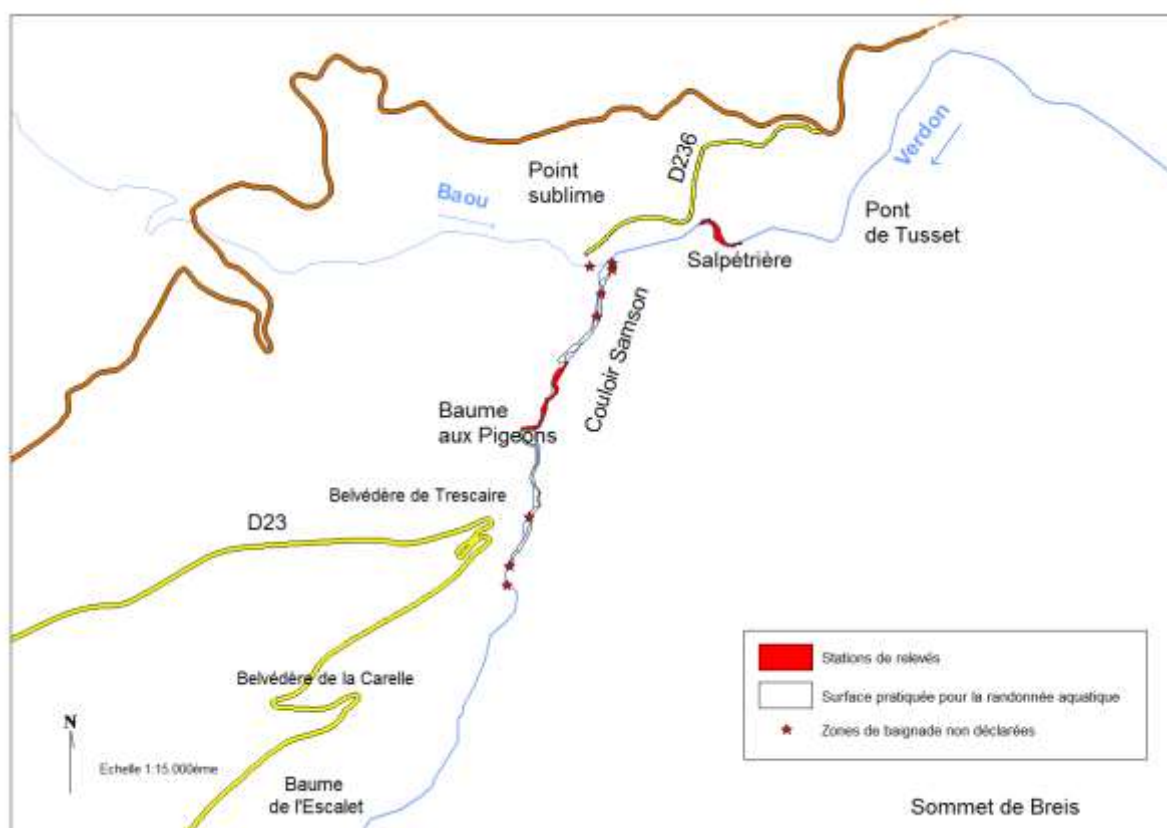 Verdon
D236
Point
sublime
Baou
Pont
de Tusset
Salpétrière
Couloir Samson
Baume
aux Pigeons
Belvédère de Trescaire
D23
Belvédère de la Carelle
Baume
de l'Escalet
N
Echelle 1:15.000éme
Stations de relevés
Surface pratiquée pour la randonnée aquatique
Zones de baignade non déclarées
Sommet de Breis